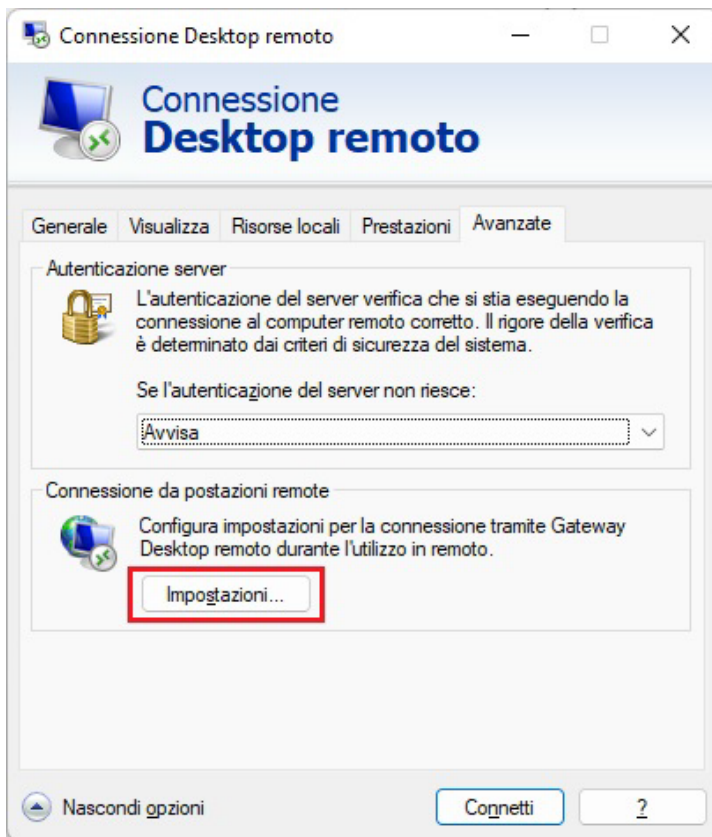 Connessione Desktop remoto
Connessione
Desktop remoto
Generale Visualizza Risorse locali Prestazioni Avanzate
Autenticazione server
L'autenticazione del server verifica che si stia eseguendo la
connessione al computer remoto corretto. Il rigore della verifica
è determinato dai criteri di sicurezza del sistema.
Se l'autenticazione del server non riesce:
Avvisa
Connessione da postazioni remote
Configura impostazioni per la connessione tramite Gateway
Desktop remoto durante l'utilizzo in remoto.
Impostazioni...
Nascondi opzioni Connetti ?